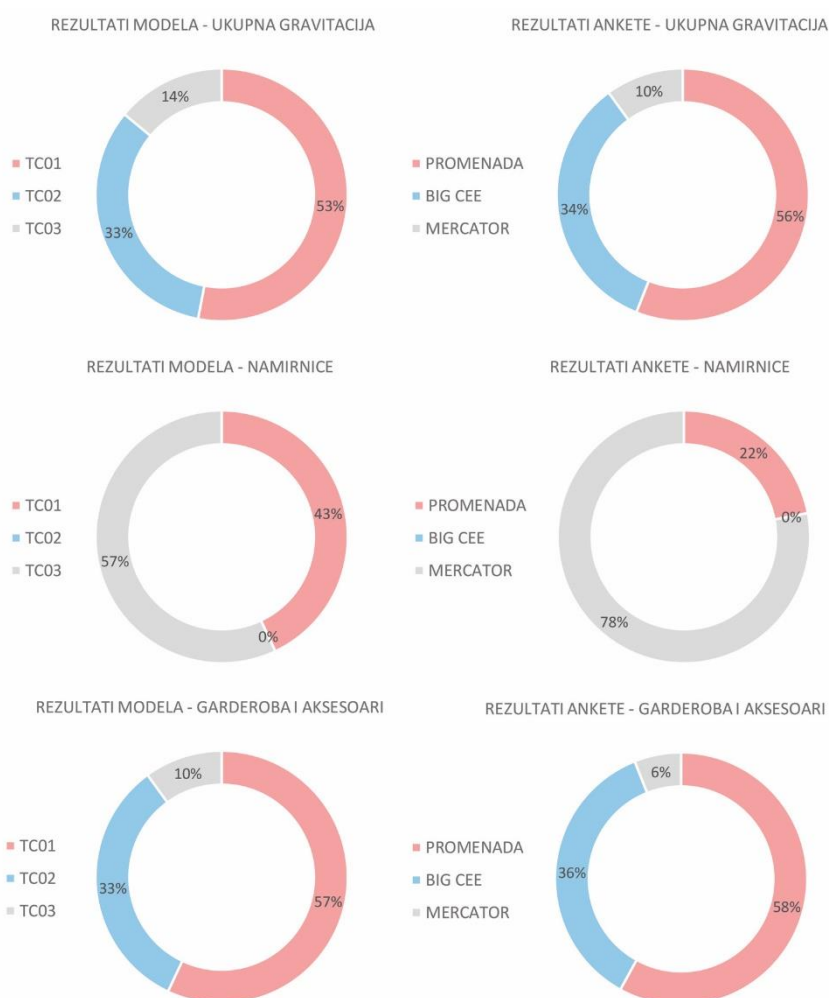 REZULTATI MODELA - UKUPNA GRAVITACIJA
14%
TC01
TC02
TC03
53%
33%
REZULTATI ANKETE - UKUPNA GRAVITACIJA
10%
PROMENADA
BIG CEE
MERCATOR
34%
56%
REZULTATI MODELA - NAMIRNICE
TC01
TC02
TC03
43%
57%
0%
REZULTATI ANKETE - NAMIRNICE
22%
PROMENADA
BIG CEE
MERCATOR
0%
78%
REZULTATI MODELA - GARDEROBA I AKSESOARI
10%
TC01
TC02
TC03
33%
57%
REZULTATI ANKETE - GARDEROBA I AKSESOARI
6%
PROMENADA
BIG CEE
MERCATOR
36%
58%